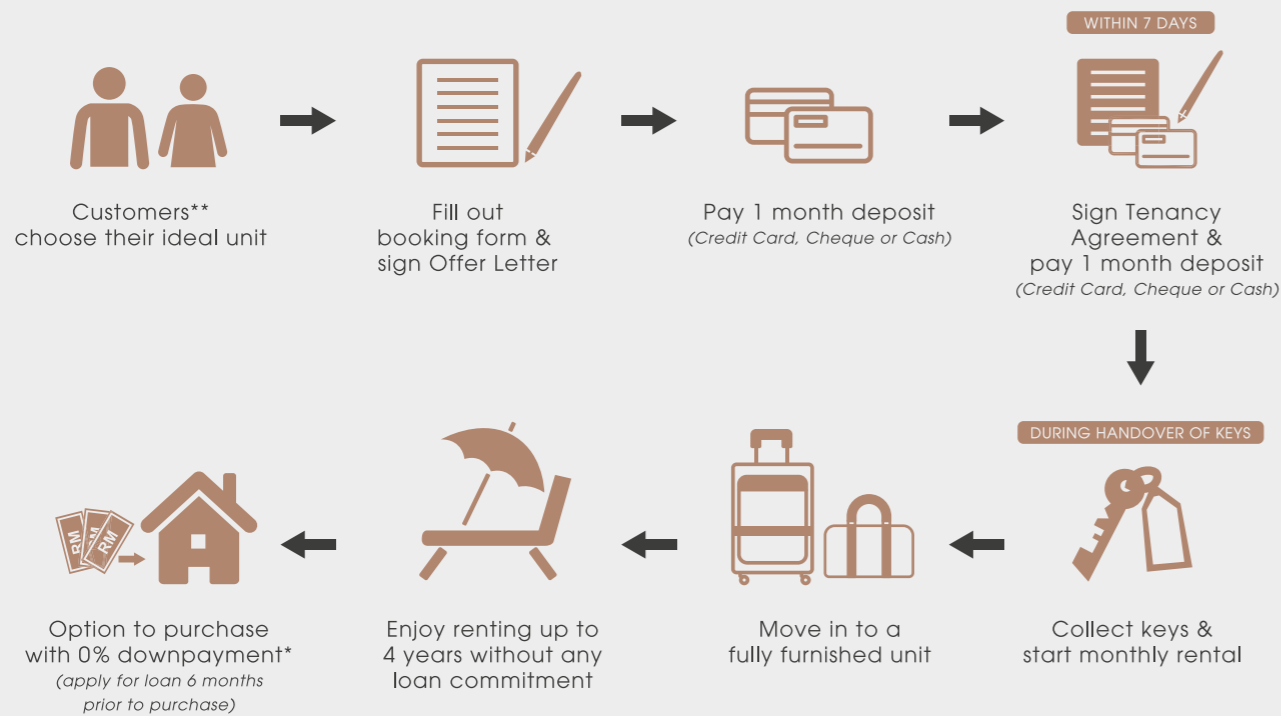 Customers**
choose their ideal unit
Fill out
booking form &
sign Offer Letter
Pay 1 month deposit
(Credit Card, Cheque or Cash)
WITHIN 7 DAYS
Sign Tenancy
Agreement &
pay 1 month deposit
(Credit Card, Cheque or Cash)
DURING HANDOVER OF KEYS
Collect keys &
start monthly rental
Move in to a
fully furnished unit
Enjoy renting up to
4 years without any
loan commitment
RM
RM
RM
Option to purchase
with 0% downpayment*
(apply for loan 6 months
prior to purchase)